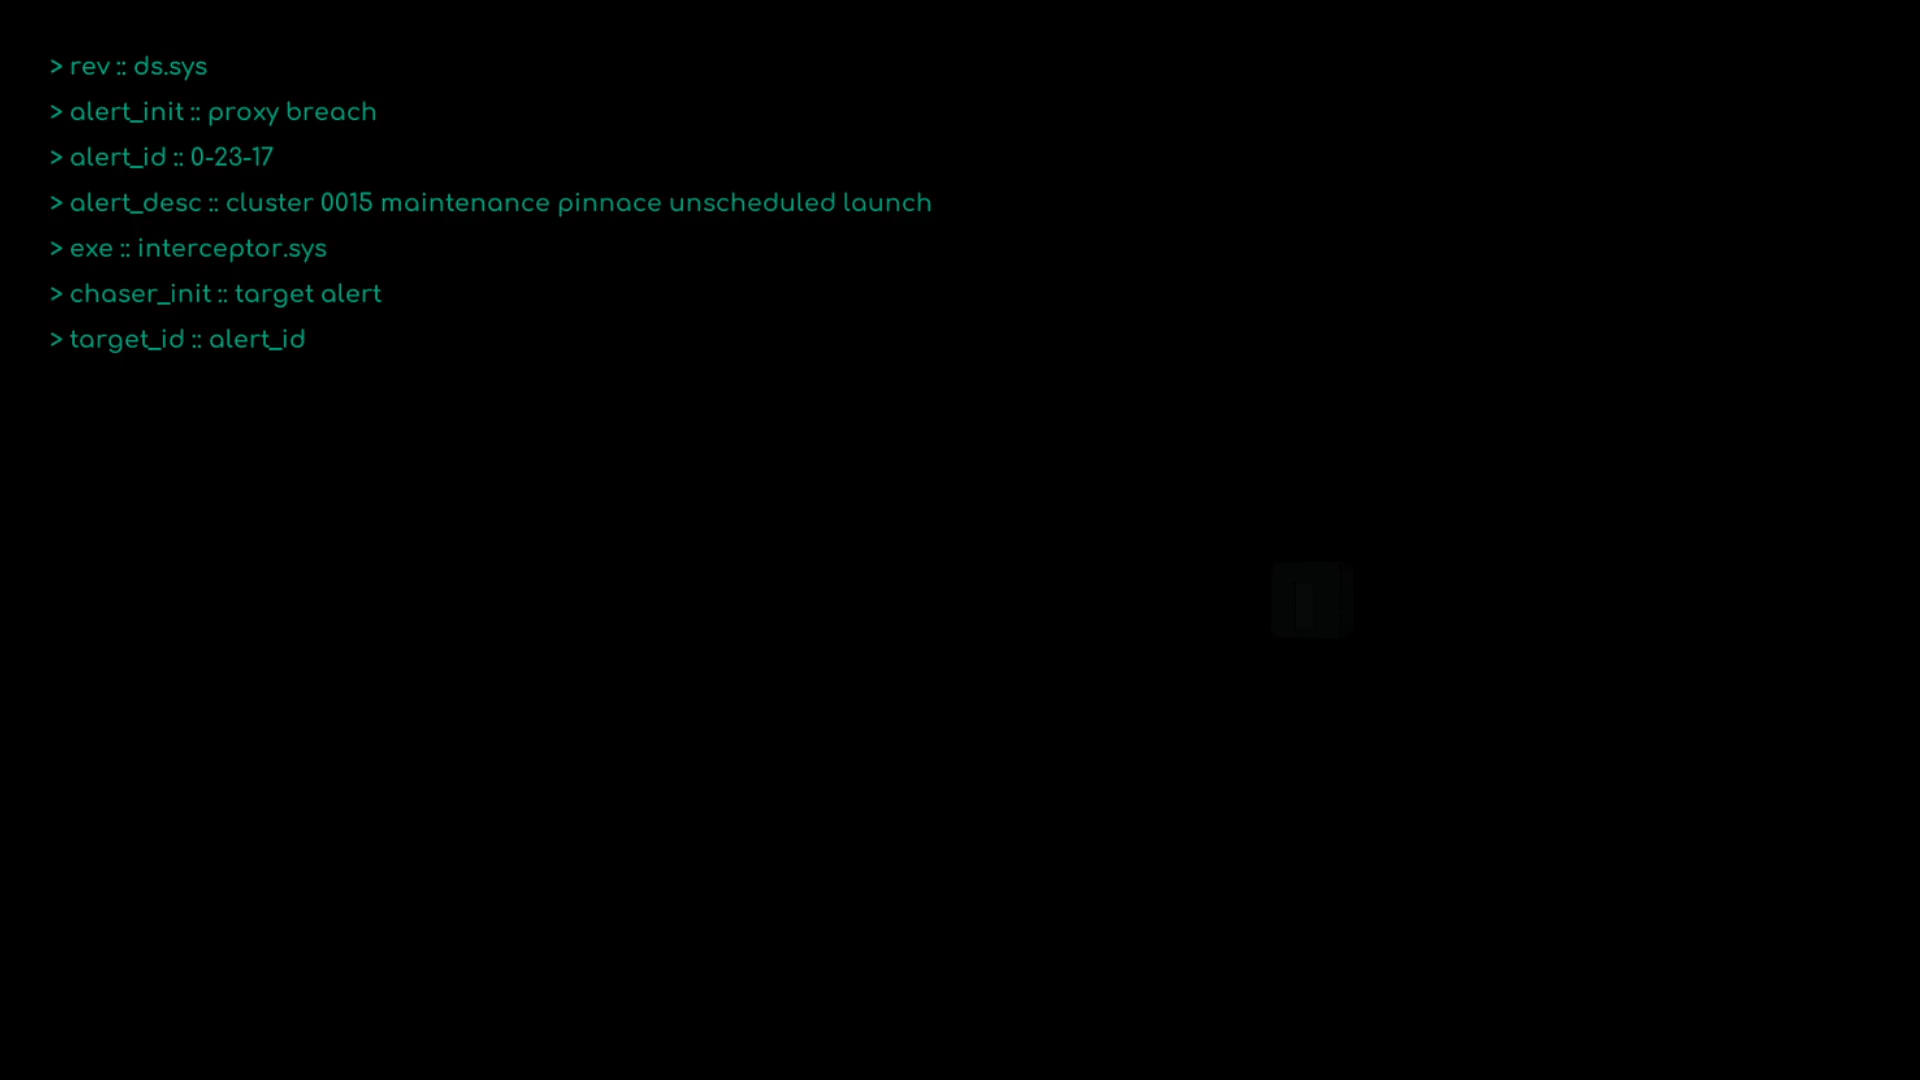 > rev :: ds.sys
> alert_init :: proxy breach
> alert_id :: 0-23-17
> alert_desc :: cluster 0015 maintenance pinnace unscheduled launch
> exe :: interceptor.sys
> chaser_init :: target alert
> target_id :: alert_id